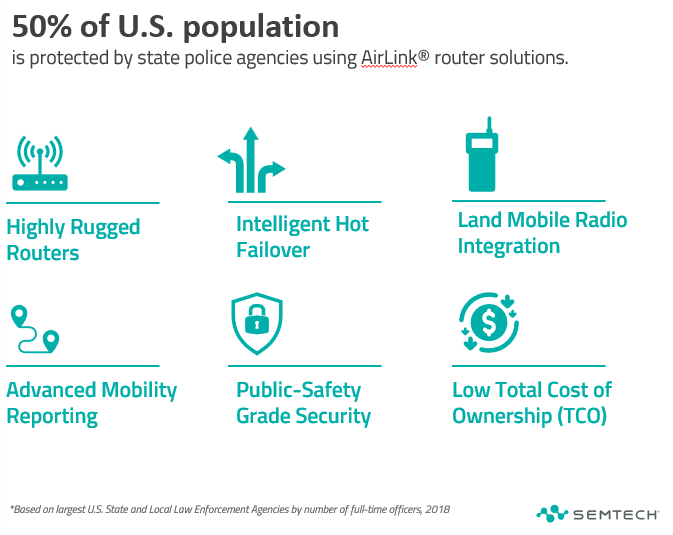 50% of U.S. population
is protected by state police agencies using AirLink® router solutions.
Highly Rugged
Routers
Intelligent Hot
Failover
Land Mobile Radio
Integration
Advanced Mobility
Reporting
Public-Safety
Grade Security
Low Total Cost of
Ownership (TCO)
*Based on largest U.S. State and Local Law Enforcement Agencies by number of full-time officers, 2018
SEMTECH